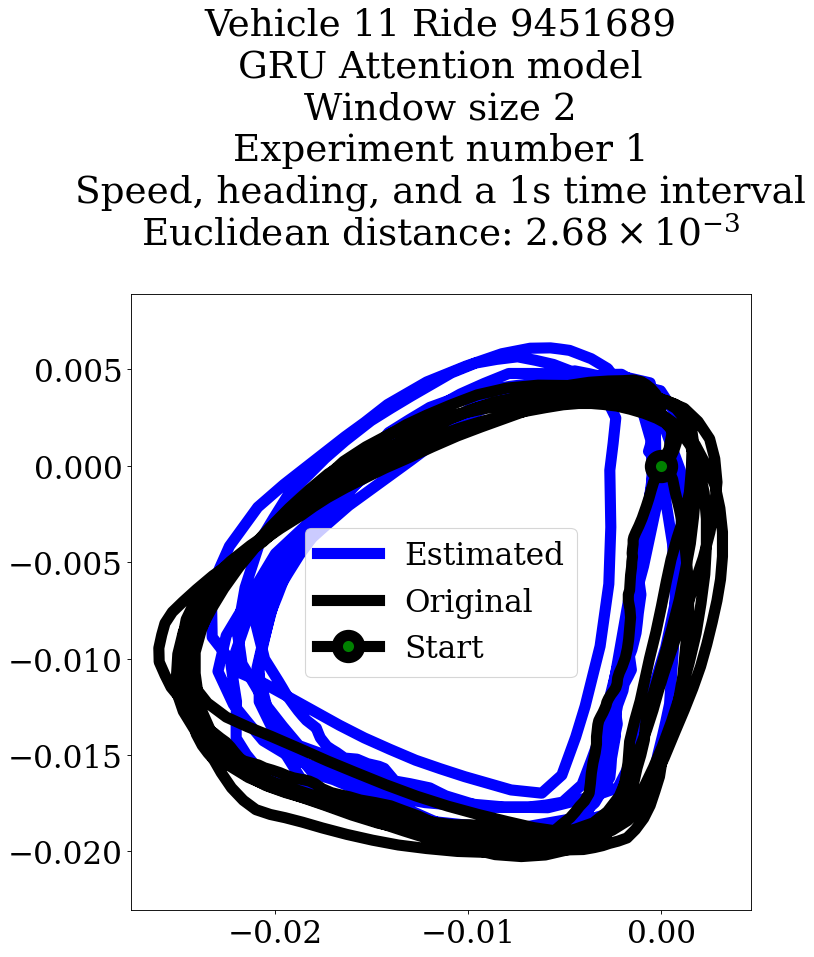 Vehicle 11 Ride 9451689
GRU Attention model
Window size 2
Experiment number 1
Speed, heading, and a 1s time interval
Euclidean distance: 2.68 × 10⁻³
0.005
0.000
−0.005
−0.010
−0.015
−0.020
Estimated
Original
Start
−0.02
−0.01
0.00